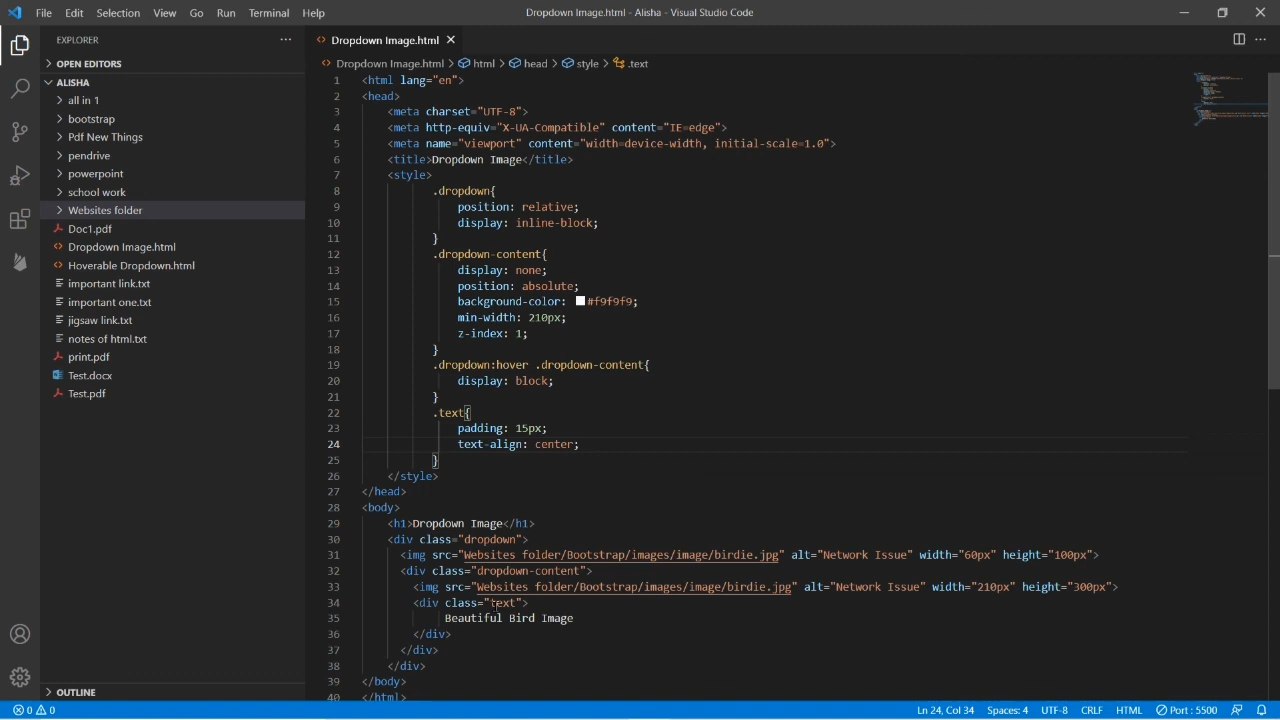 File Edit Selection View Go Run Terminal Help Dropdown Image.html - Alisha - Visual Studio Code
EXPLORER
OPEN EDITORS
ALISHA
all in 1
bootstrap
Pdf New Things
pendrive
powerpoint
school work
Websites folder
Doc1.pdf
Dropdown Image.html
Hoverable Dropdown.html
important link.txt
important one.txt
jigsaw link.txt
notes of html.txt
print.pdf
Test.docx
Test.pdf
OUTLINE
Dropdown Image.html
Dropdown Image.html > html > head > style > .text
1 <html lang="en">
2 <head>
3 <meta charset="UTF-8">
4 <meta http-equiv="X-UA-Compatible" content="IE=edge">
5 <meta name="viewport" content="width=device-width, initial-scale=1.0">
6 <title>Dropdown Image</title>
7 <style>
8 .dropdown{
9 position: relative;
10 display: inline-block;
11 }
12 .dropdown-content{
13 display: none;
14 position: absolute;
15 background-color: #f9f9f9;
16 min-width: 210px;
17 z-index: 1;
18 }
19 .dropdown:hover .dropdown-content{
20 display: block;
21 }
22 .text{
23 padding: 15px;
24 text-align: center;
25 }
26 </style>
27 </head>
28 <body>
29 <h1>Dropdown Image</h1>
30 <div class="dropdown">
31 <img src="Websites folder/Bootstrap/images/image/birdie.jpg" alt="Network Issue" width="60px" height="100px">
32 <div class="dropdown-content">
33 <img src="Websites folder/Bootstrap/images/image/birdie.jpg" alt="Network Issue" width="210px" height="300px">
34 <div class="text">
35 Beautiful Bird Image
36 </div>
37 </div>
38 </div>
39 </body>
40 </html>
0 0 Ln 24, Col 34 Spaces: 4 UTF-8 CRLF HTML Port : 5500